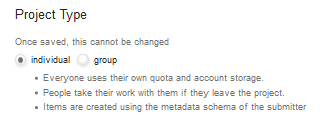 Project Type
Once saved, this cannot be changed
individual group
Everyone uses their own quota and account storage.
People take their work with them if they leave the project.
Items are created using the metadata schema of the submitter